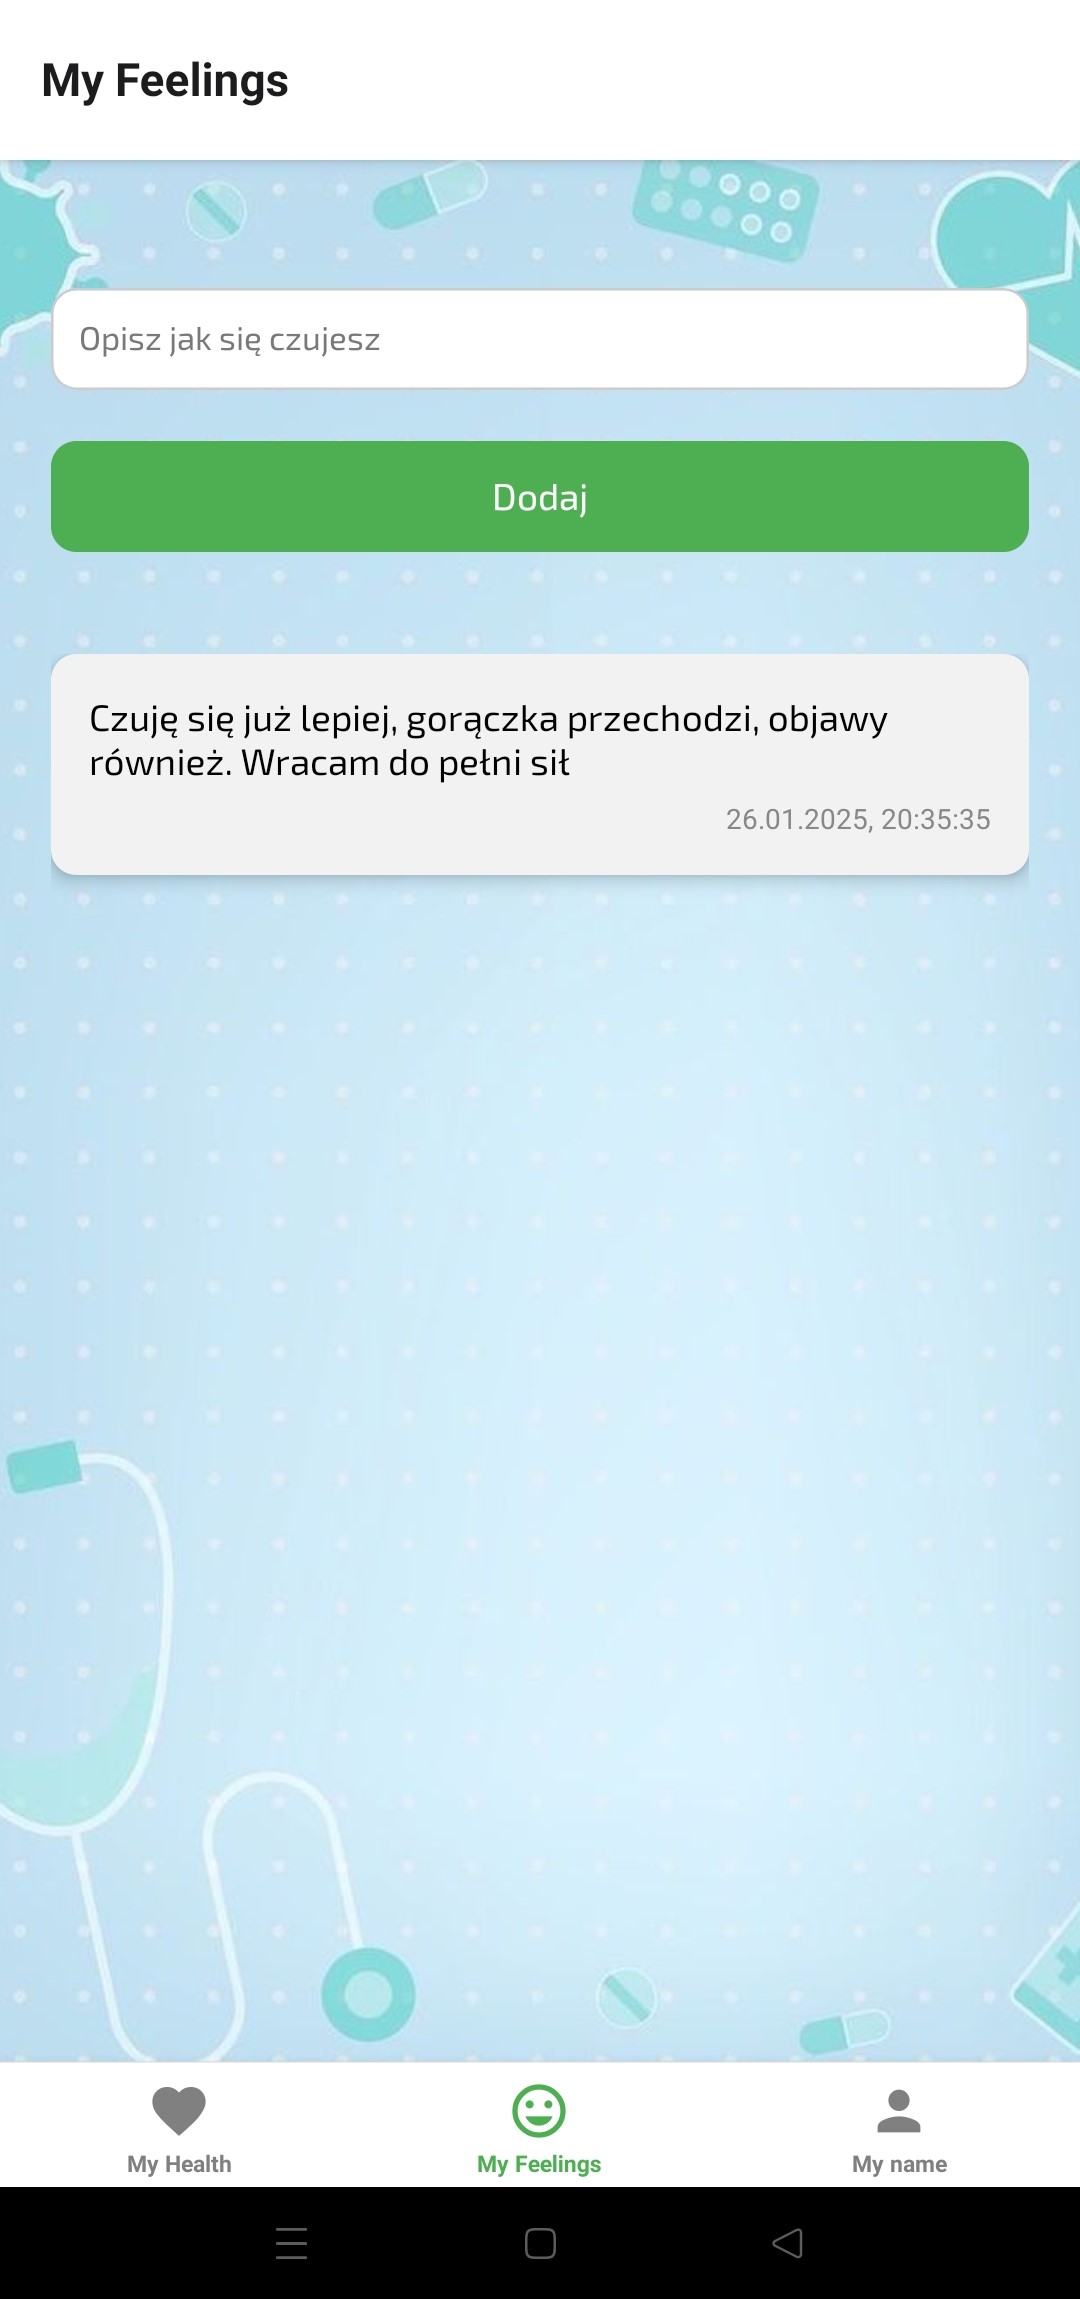 My Feelings
Opisz jak się czujesz
Dodaj
Czuję się już lepiej, gorączka przechodzi, objawy
również. Wracam do pełni sił
26.01.2025, 20:35:35
My Health
My Feelings
My name